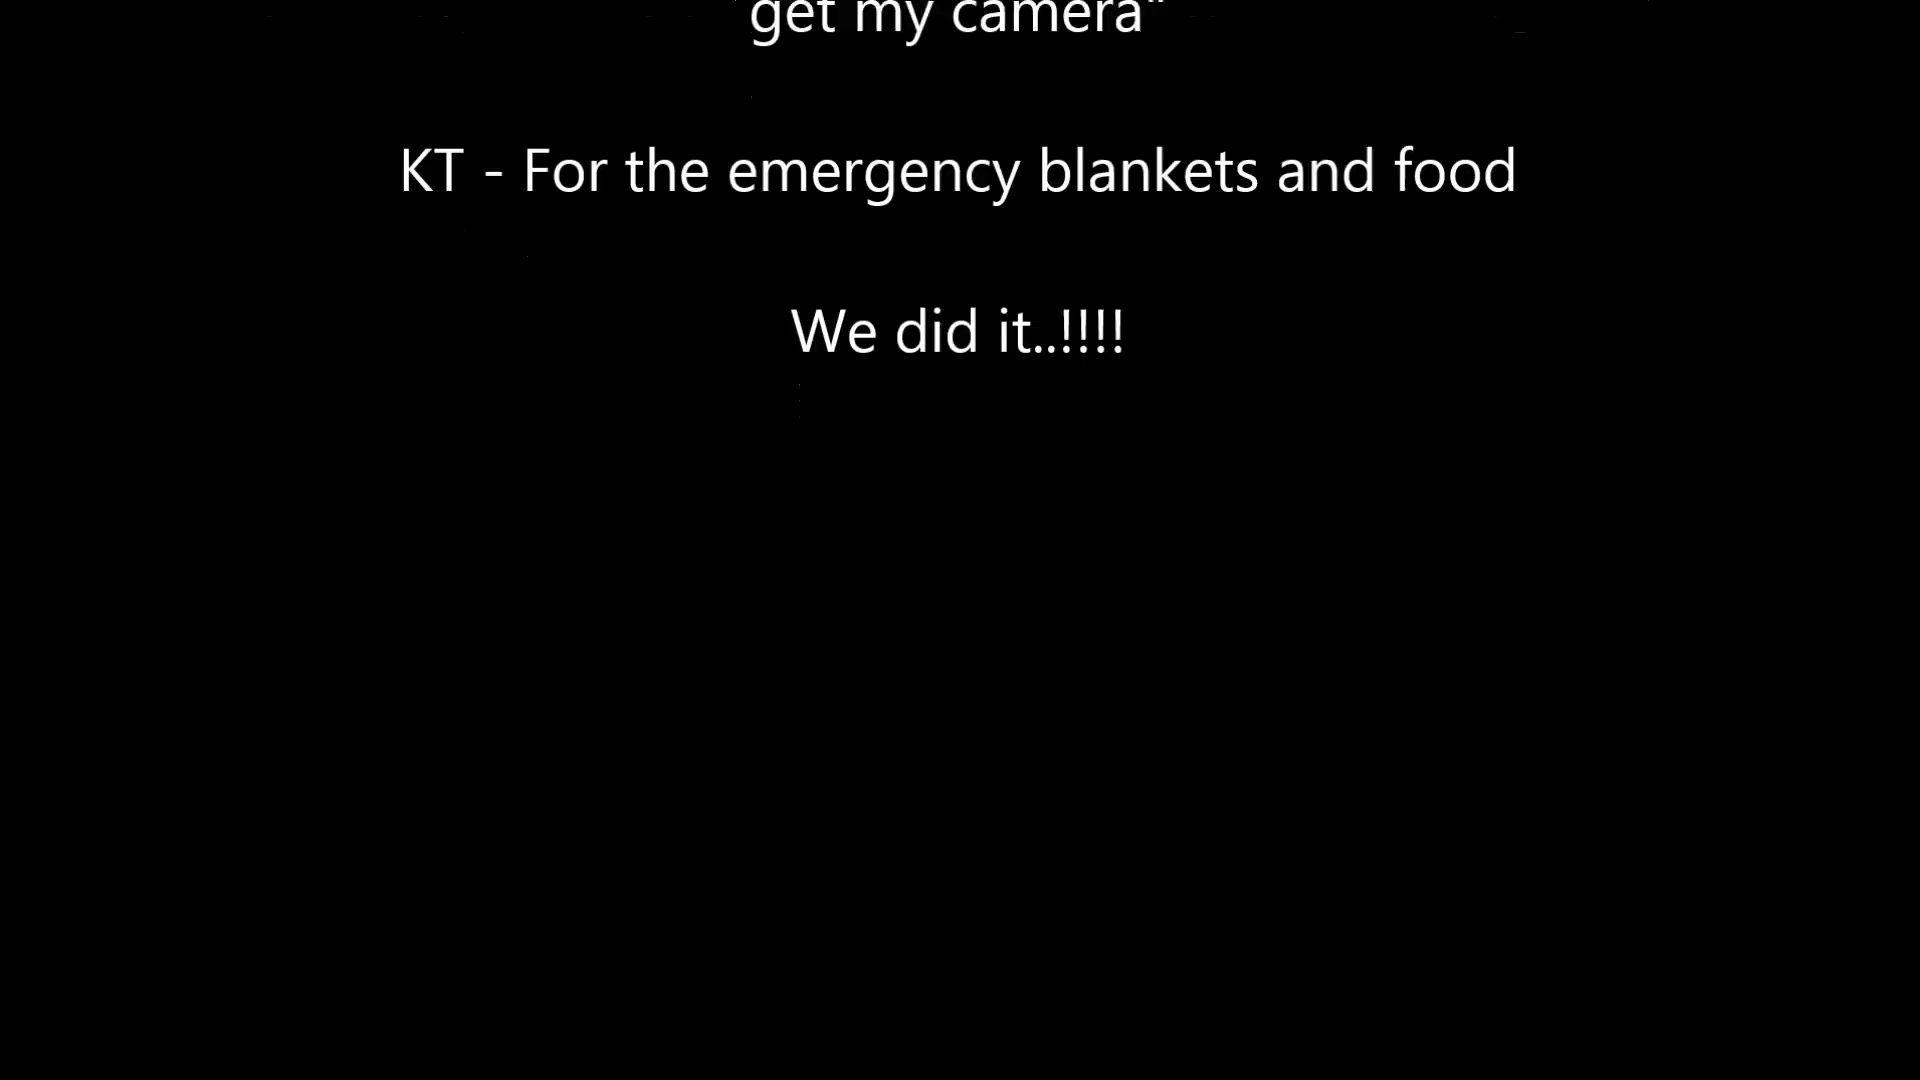 get my camera"
KT - For the emergency blankets and food
We did it..!!!!